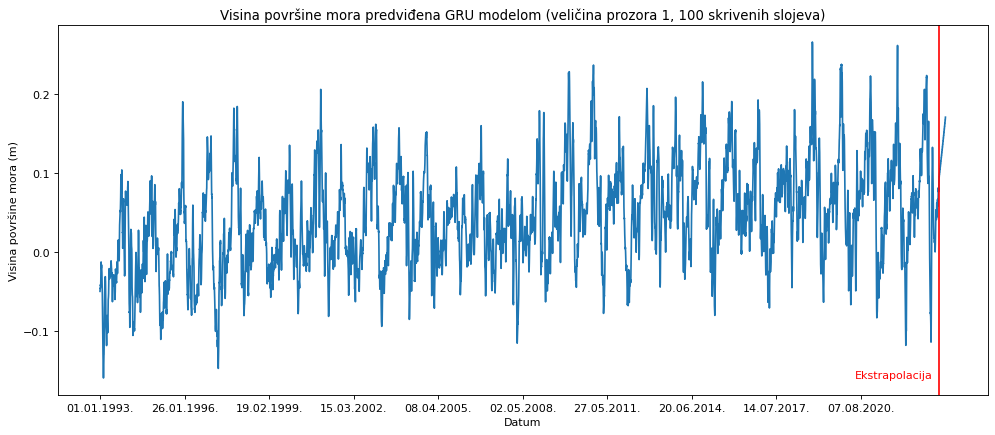 Visina površine mora predviđena GRU modelom (veličina prozora 1, 100 skrivenih slojeva)
Visina površine mora (m)
0.2
0.1
0.0
−0.1
Ekstrapolacija
01.01.1993. 26.01.1996. 19.02.1999. 15.03.2002. 08.04.2005. 02.05.2008. 27.05.2011. 20.06.2014. 14.07.2017. 07.08.2020.
Datum